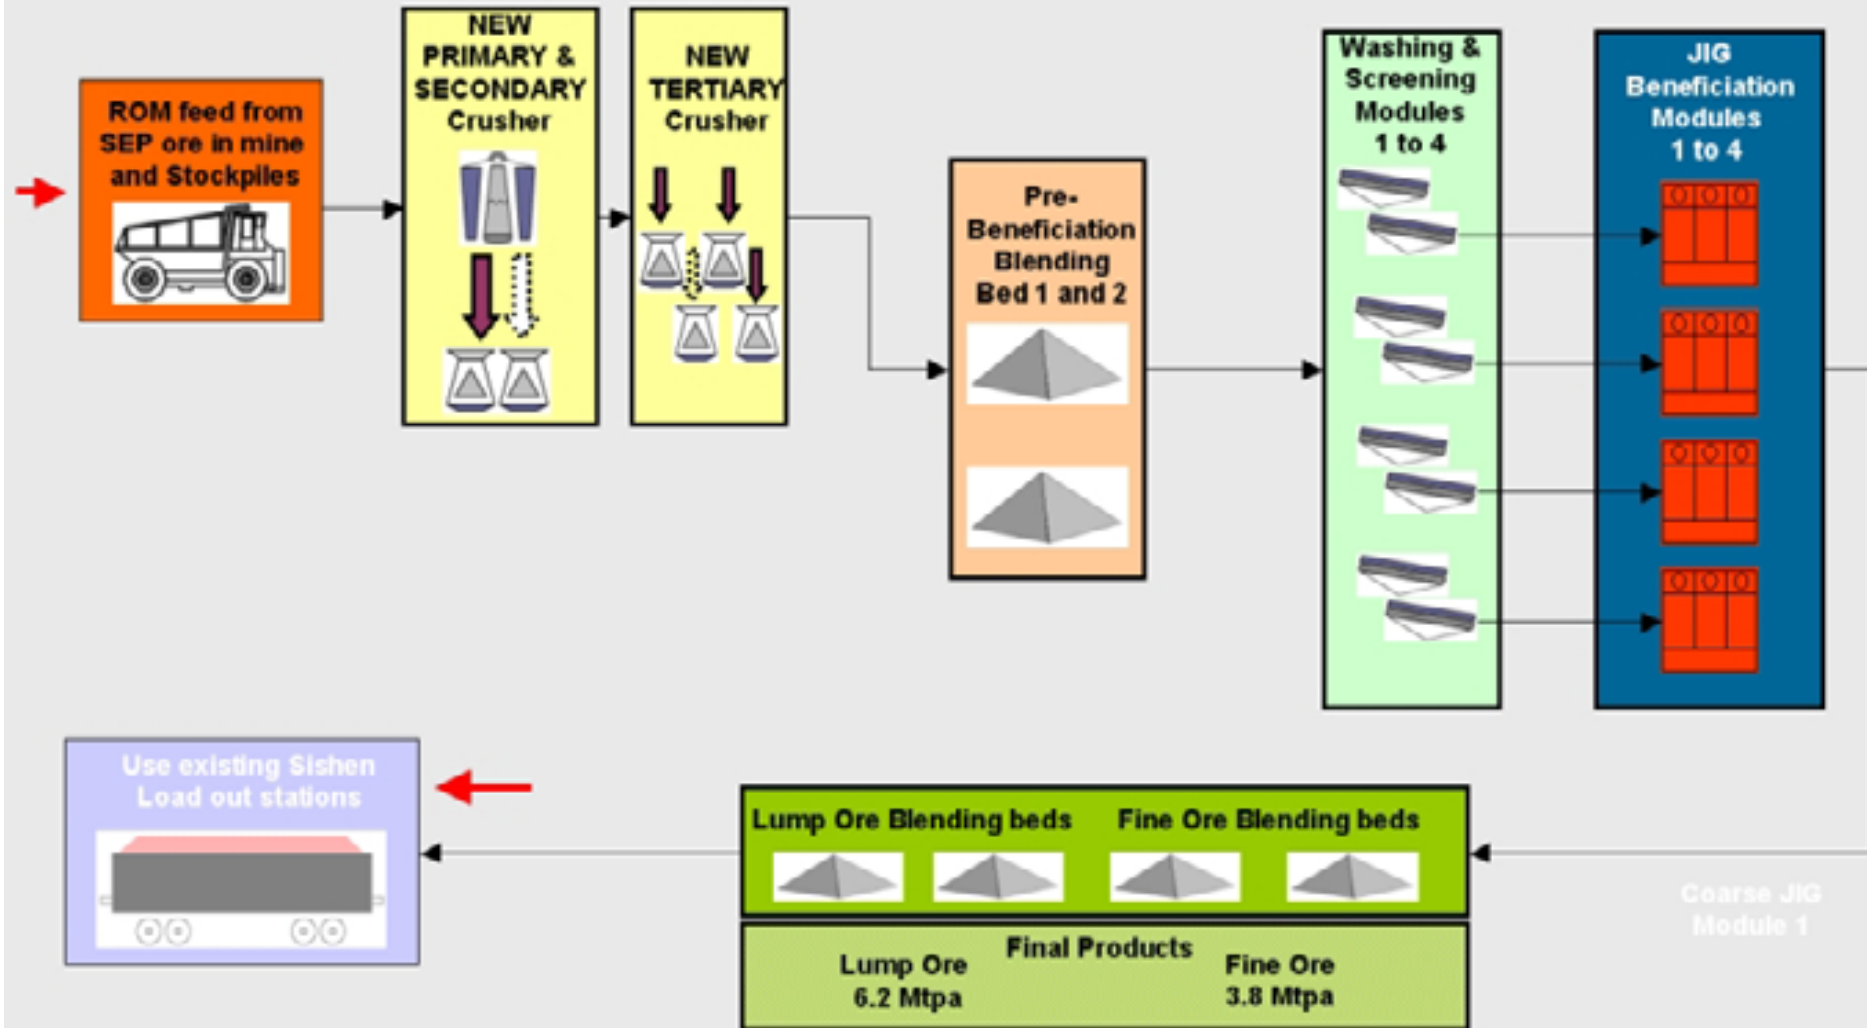 ROM feed from
SEP ore in mine
and Stockpiles
NEW
PRIMARY &
SECONDARY
Crusher
NEW
TERTIARY
Crusher
Pre-
Beneficiation
Blending
Bed 1 and 2
Washing &
Screening
Modules
1 to 4
JIG
Beneficiation
Modules
1 to 4
Use existing Sishen
Load out stations
Lump Ore Blending beds
Fine Ore Blending beds
Final Products
Lump Ore
6.2 Mtpa
Fine Ore
3.8 Mtpa
Coarse JIG
Module 1